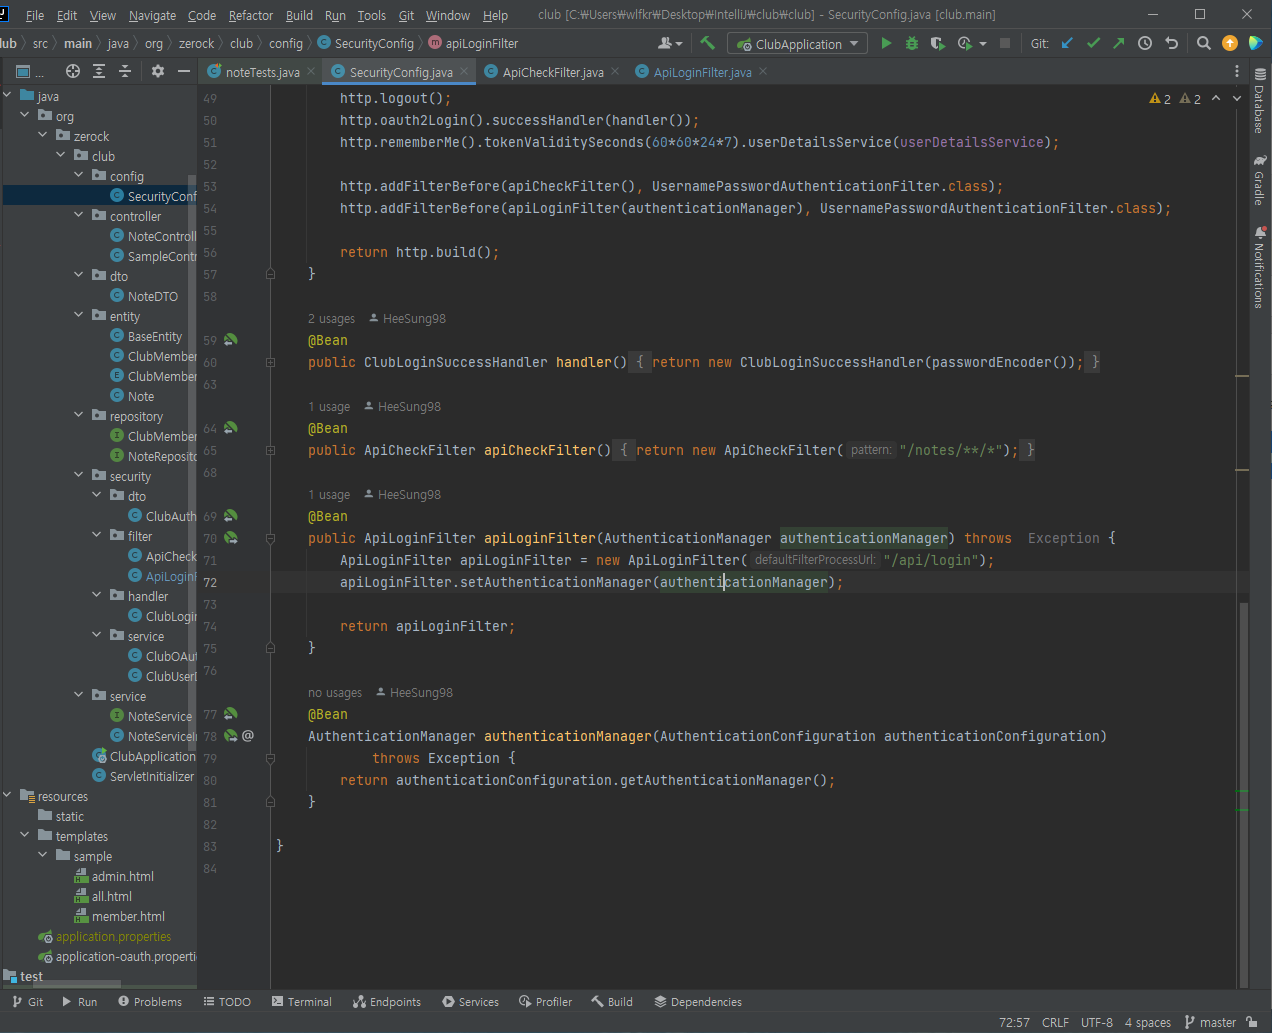 File Edit View Navigate Code Refactor Build Run Tools Git Window Help club [C:₩Users₩wlfkr₩Desktop₩IntelliJ₩club₩club] - SecurityConfig.java [club.main]
lub src main java org zerock club config SecurityConfig apiLoginFilter ClubApplication Git:
... noteTests.java SecurityConfig.java ApiCheckFilter.java ApiLoginFilter.java
java
org
zerock
club
config
SecurityConf
controller
NoteControll
SampleContr
dto
NoteDTO
entity
BaseEntity
ClubMember
ClubMember
Note
repository
ClubMember
NoteReposito
security
dto
ClubAuth
filter
ApiCheck
ApiLoginF
handler
ClubLogin
service
ClubOAut
ClubUserD
service
NoteService
NoteServiceI
ClubApplication
ServletInitializer
resources
static
templates
sample
admin.html
all.html
member.html
application.properties
application-oauth.properti
test
2 2
49 http.logout();
50 http.oauth2Login().successHandler(handler());
51 http.rememberMe().tokenValiditySeconds(60*60*24*7).userDetailsService(userDetailsService);
52
53 http.addFilterBefore(apiCheckFilter(), UsernamePasswordAuthenticationFilter.class);
54 http.addFilterBefore(apiLoginFilter(authenticationManager), UsernamePasswordAuthenticationFilter.class);
55
56 return http.build();
57 }
58
2 usages HeeSung98
59 @Bean
60 public ClubLoginSuccessHandler handler() { return new ClubLoginSuccessHandler(passwordEncoder()); }
63
1 usage HeeSung98
64 @Bean
65 public ApiCheckFilter apiCheckFilter() { return new ApiCheckFilter( pattern: "/notes/**/*"); }
68
1 usage HeeSung98
69 @Bean
70 public ApiLoginFilter apiLoginFilter(AuthenticationManager authenticationManager) throws Exception {
71 ApiLoginFilter apiLoginFilter = new ApiLoginFilter( defaultFilterProcessUrl: "/api/login");
72 apiLoginFilter.setAuthenticationManager(authenticationManager);
73
74 return apiLoginFilter;
75 }
76
no usages HeeSung98
77 @Bean
78 @ AuthenticationManager authenticationManager(AuthenticationConfiguration authenticationConfiguration)
79 throws Exception {
80 return authenticationConfiguration.getAuthenticationManager();
81 }
82
83 }
84
Database
Gradle
Notifications
Git Run Problems TODO Terminal Endpoints Services Profiler Build Dependencies
72:57 CRLF UTF-8 4 spaces master